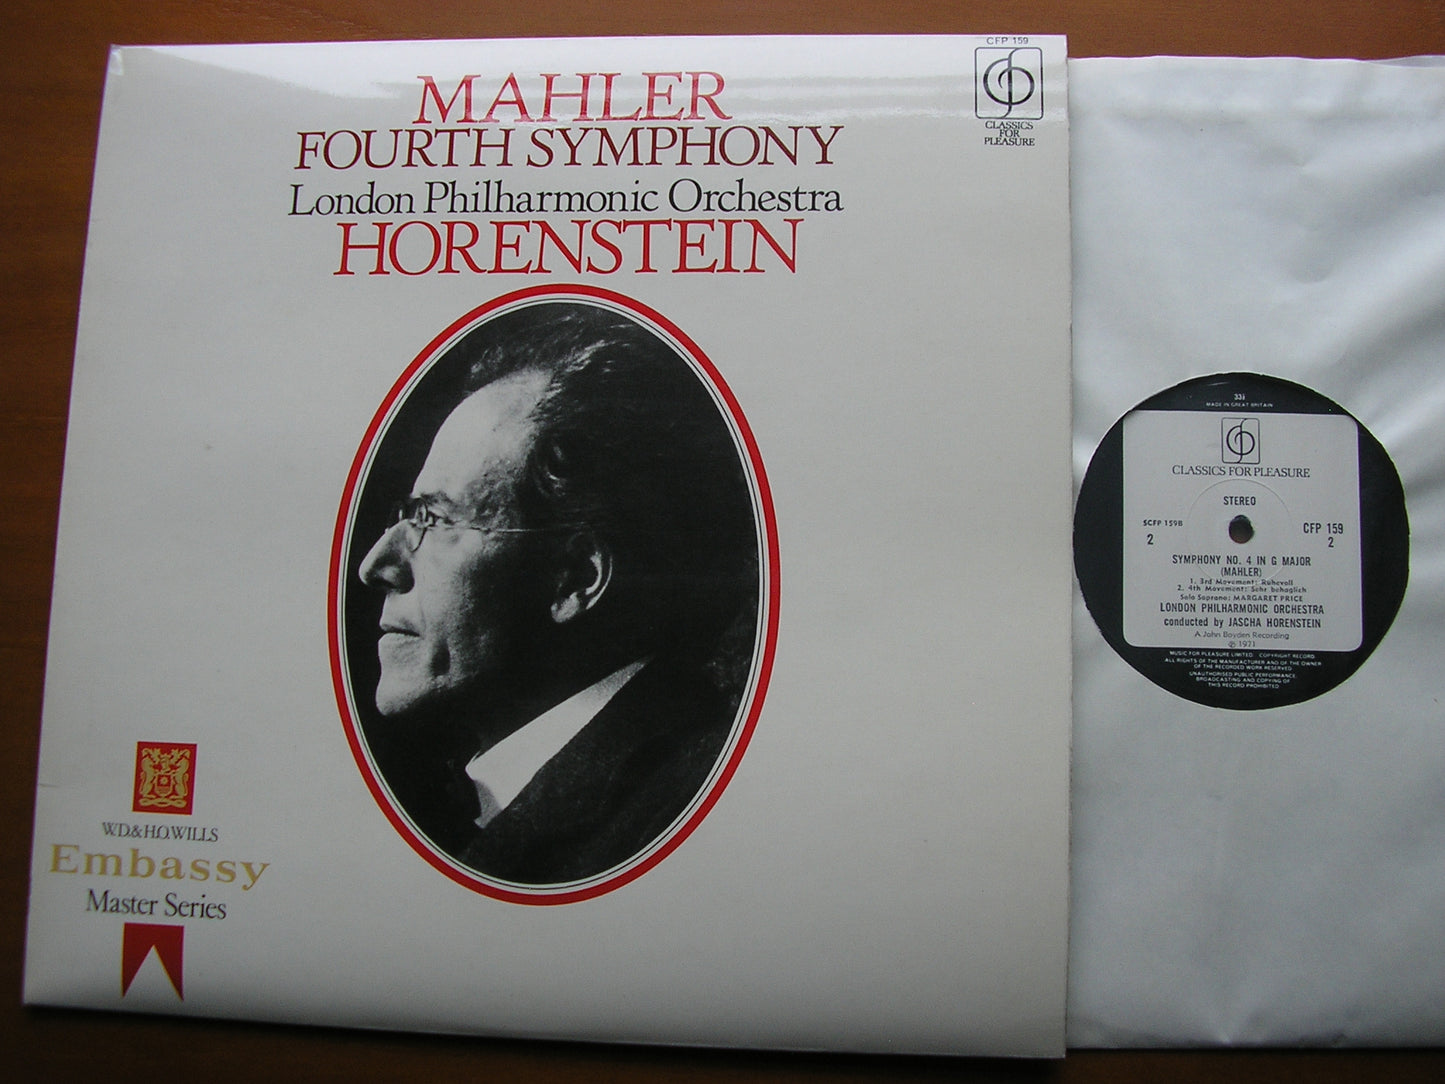 CFP 159
CLASSICS
FOR
PLEASURE
MAHLER
FOURTH SYMPHONY
London Philharmonic Orchestra
HORENSTEIN
W.D.& H.O.WILLS
Embassy
Master Series
33⅓
MADE IN GREAT BRITAIN
CLASSICS FOR PLEASURE
STEREO
SCFP 159B
2
CFP 159
2
SYMPHONY NO. 4 IN G MAJOR
(MAHLER)
1. 3rd Movement: Ruhevoll
2. 4th Movement: Sehr behaglich
Solo Soprano: MARGARET PRICE
LONDON PHILHARMONIC ORCHESTRA
conducted by JASCHA HORENSTEIN
A John Boyden Recording
℗ 1971
MUSIC FOR PLEASURE LIMITED. COPYRIGHT RECORD.
ALL RIGHTS OF THE MANUFACTURER AND OF THE OWNER
OF THE RECORDED WORK RESERVED
UNAUTHORISED PUBLIC PERFORMANCE,
BROADCASTING AND COPYING OF
THIS RECORD PROHIBITED